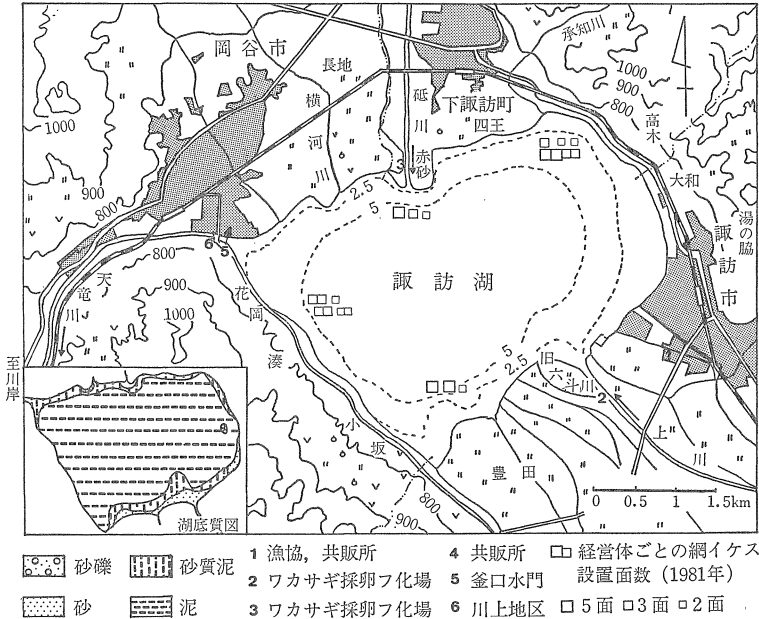 岡谷市
長地
横河川
砥川
赤砂
下諏訪町
四王
承知川
1000
900
800
高木
大和
湯の脇
諏訪市
1000
900
800
3
2.5
5
6
5
800
900
1000
天竜川
至川岸
花岡
湊
諏訪湖
小坂
5
2.5
旧六斗川
2
上川
豊田
800
900
0 0.5 1 1.5km
湖底質図
砂礫
砂質泥
砂
泥
1 漁協，共販所
2 ワカサギ採卵フ化場
3 ワカサギ採卵フ化場
4 共販所
5 釜口水門
6 川上地区
経営体ごとの網イケス
設置面数（1981年）
5面 3面 2面